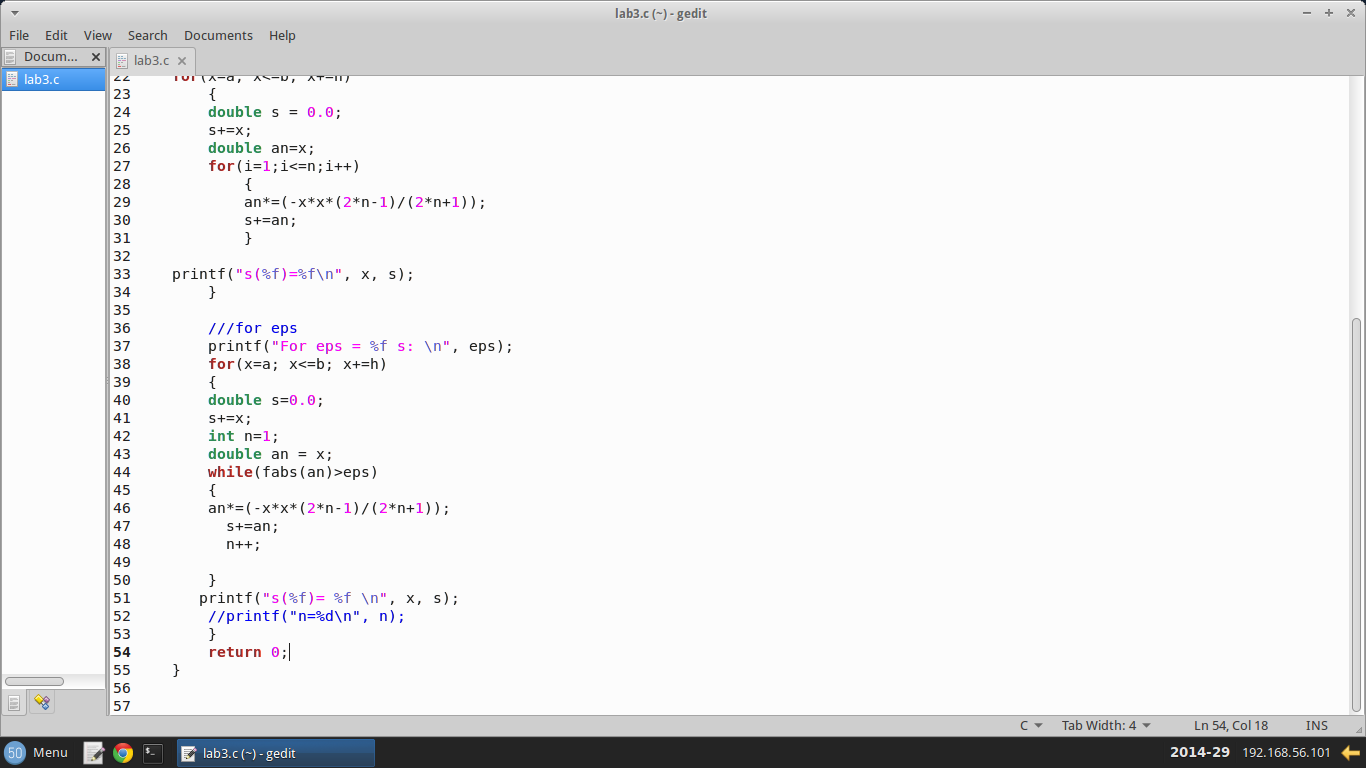 lab3.c (~) - gedit
File Edit View Search Documents Help
Docum...
lab3.c
lab3.c
22 for(x=a; x<=b; x+=h)
23 {
24 double s = 0.0;
25 s+=x;
26 double an=x;
27 for(i=1;i<=n;i++)
28 {
29 an*=(-x*x*(2*n-1)/(2*n+1));
30 s+=an;
31 }
32
33 printf("s(%f)=%f\n", x, s);
34 }
35
36 ///for eps
37 printf("For eps = %f s: \n", eps);
38 for(x=a; x<=b; x+=h)
39 {
40 double s=0.0;
41 s+=x;
42 int n=1;
43 double an = x;
44 while(fabs(an)>eps)
45 {
46 an*=(-x*x*(2*n-1)/(2*n+1));
47 s+=an;
48 n++;
49
50 }
51 printf("s(%f)= %f \n", x, s);
52 //printf("n=%d\n", n);
53 }
54 return 0;
55 }
56
57
C Tab Width: 4 Ln 54, Col 18 INS
50 Menu lab3.c (~) - gedit 2014-29 192.168.56.101